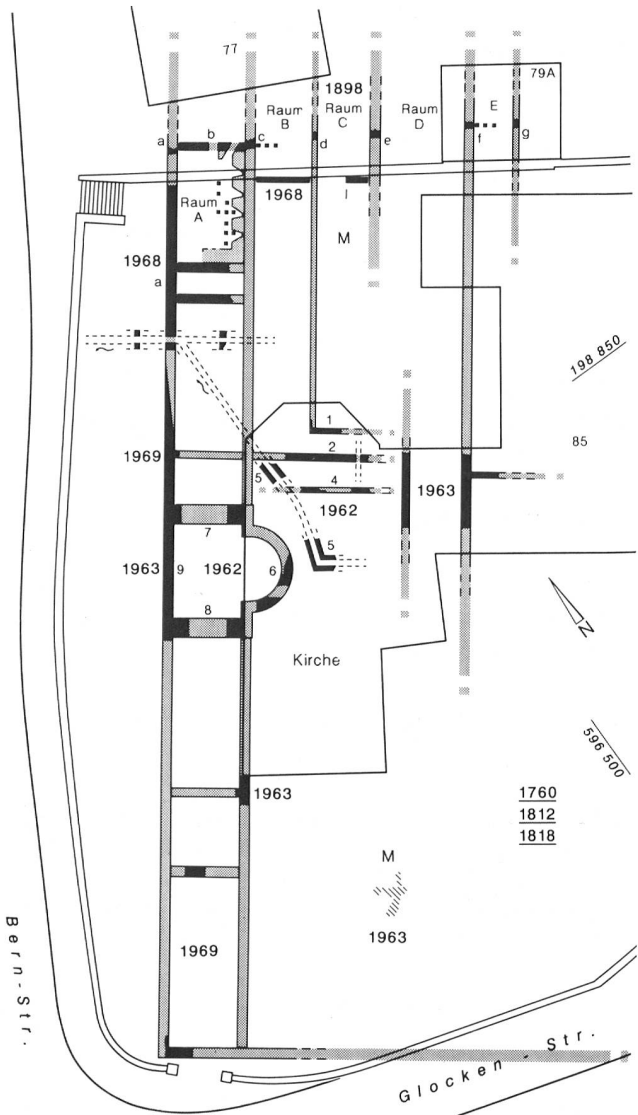 77
79A
1898
Raum
B
Raum
C
Raum
D
E
a
b
c
d
e
f
g
Raum
A
1968
l
M
1968
a
198 850
1
85
2
1969
5
4
1963
1962
7
5
1963
9
1962
6
8
N
Kirche
596 500
1963
1760
1812
1818
M
1963
1969
Bern-Str.
Glocken-Str.